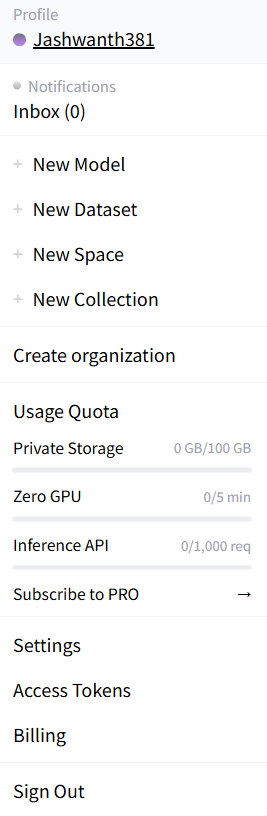 Profile
Jashwanth381
Notifications
Inbox (0)
+ New Model
+ New Dataset
+ New Space
+ New Collection
Create organization
Usage Quota
Private Storage 0 GB/100 GB
Zero GPU 0/5 min
Inference API 0/1,000 req
Subscribe to PRO →
Settings
Access Tokens
Billing
Sign Out